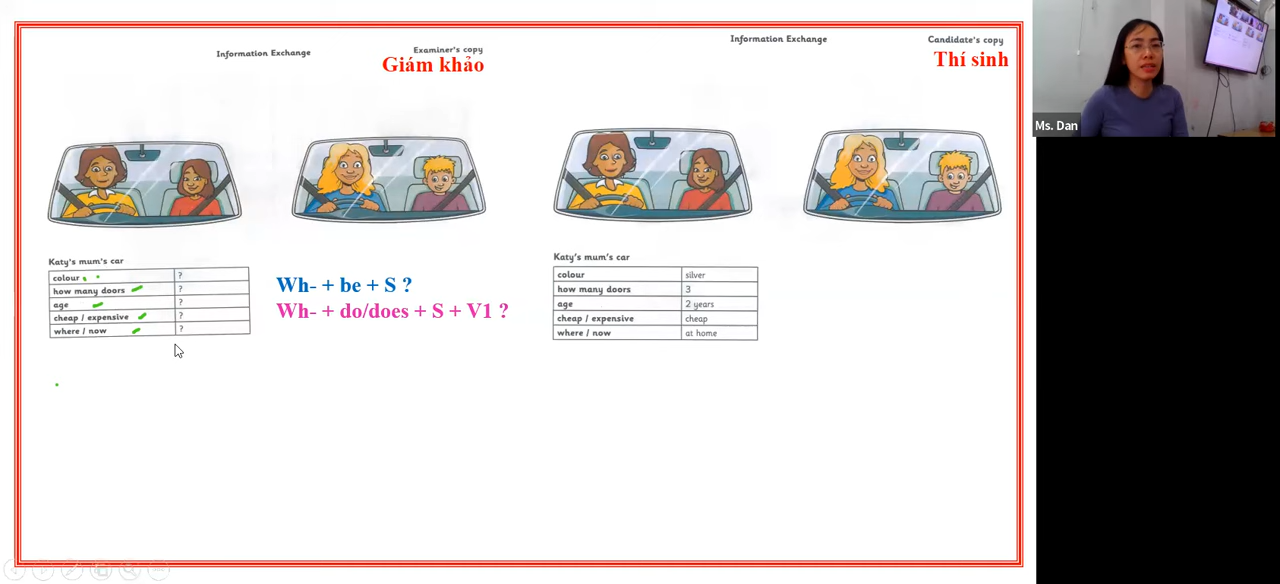 Information Exchange
Examiner's copy
Giám khảo
Information Exchange
Candidate's copy
Thí sinh
Ms. Dan
Katy's mum's car
colour ?
how many doors ?
age ?
cheap / expensive ?
where / now ?
Wh- + be + S ?
Wh- + do/does + S + V1 ?
Katy's mum's car
colour silver
how many doors 3
age 2 years
cheap / expensive cheap
where / now at home